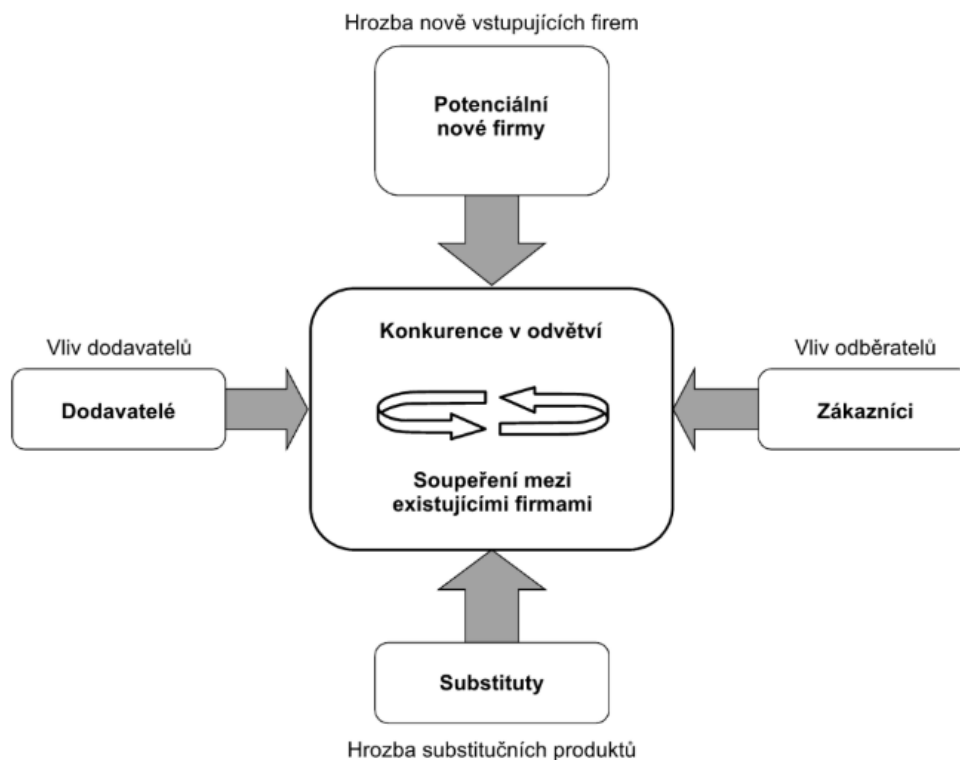 Hrozba nově vstupujících firem
Potenciální
nové firmy
Konkurence v odvětví
Vliv dodavatelů
Dodavatelé
Vliv odběratelů
Zákazníci
Soupeření mezi
existujícími firmami
Substituty
Hrozba substitučních produktů